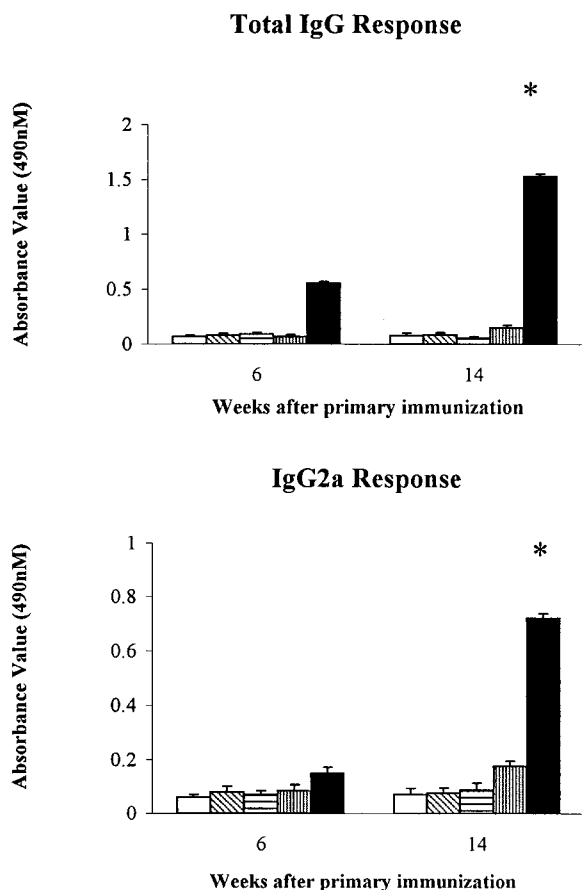 Total IgG Response
*
Absorbance Value (490nM)
2
1.5
1
0.5
0
6
14
Weeks after primary immunization
IgG2a Response
*
Absorbance Value (490nM)
1
0.8
0.6
0.4
0.2
0
6
14
Weeks after primary immunization